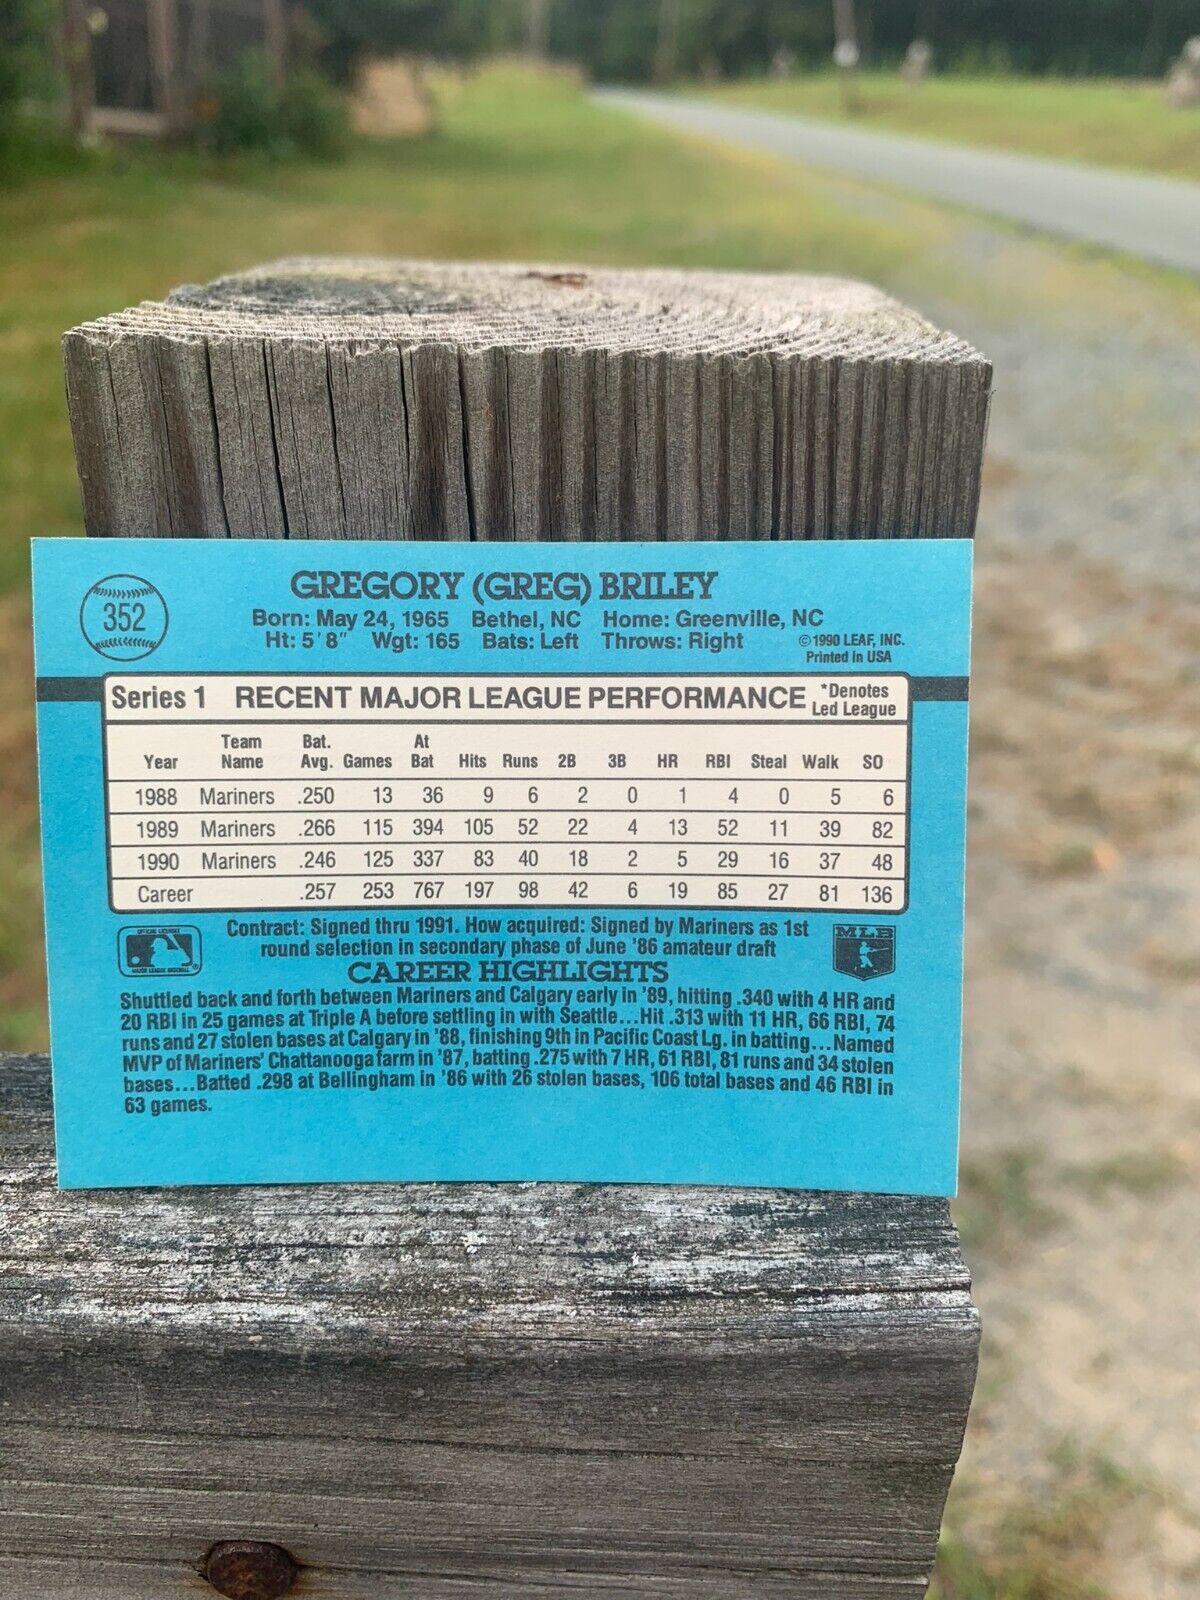 352
GREGORY (GREG) BRILEY
Born: May 24, 1965 Bethel, NC Home: Greenville, NC
Ht: 5' 8" Wgt: 165 Bats: Left Throws: Right
©1990 LEAF, INC.
Printed in USA
Series 1 RECENT MAJOR LEAGUE PERFORMANCE *Denotes
Led League
Year Team Name Bat. Avg. Games At Bat Hits Runs 2B 3B HR RBI Steal Walk SO
1988 Mariners .250 13 36 9 6 2 0 1 4 0 5 6
1989 Mariners .266 115 394 105 52 22 4 13 52 11 39 82
1990 Mariners .246 125 337 83 40 18 2 5 29 16 37 48
Career .257 253 767 197 98 42 6 19 85 27 81 136
Contract: Signed thru 1991. How acquired: Signed by Mariners as 1st
round selection in secondary phase of June '86 amateur draft
OFFICIAL LICENSEE
MAJOR LEAGUE BASEBALL
®
MLB
CAREER HIGHLIGHTS
Shuttled back and forth between Mariners and Calgary early in '89, hitting .340 with 4 HR and
20 RBI in 25 games at Triple A before settling in with Seattle...Hit .313 with 11 HR, 66 RBI, 74
runs and 27 stolen bases at Calgary in '88, finishing 9th in Pacific Coast Lg. in batting...Named
MVP of Mariners' Chattanooga farm in '87, batting .275 with 7 HR, 61 RBI, 81 runs and 34 stolen
bases...Batted .298 at Bellingham in '86 with 26 stolen bases, 106 total bases and 46 RBI in
63 games.